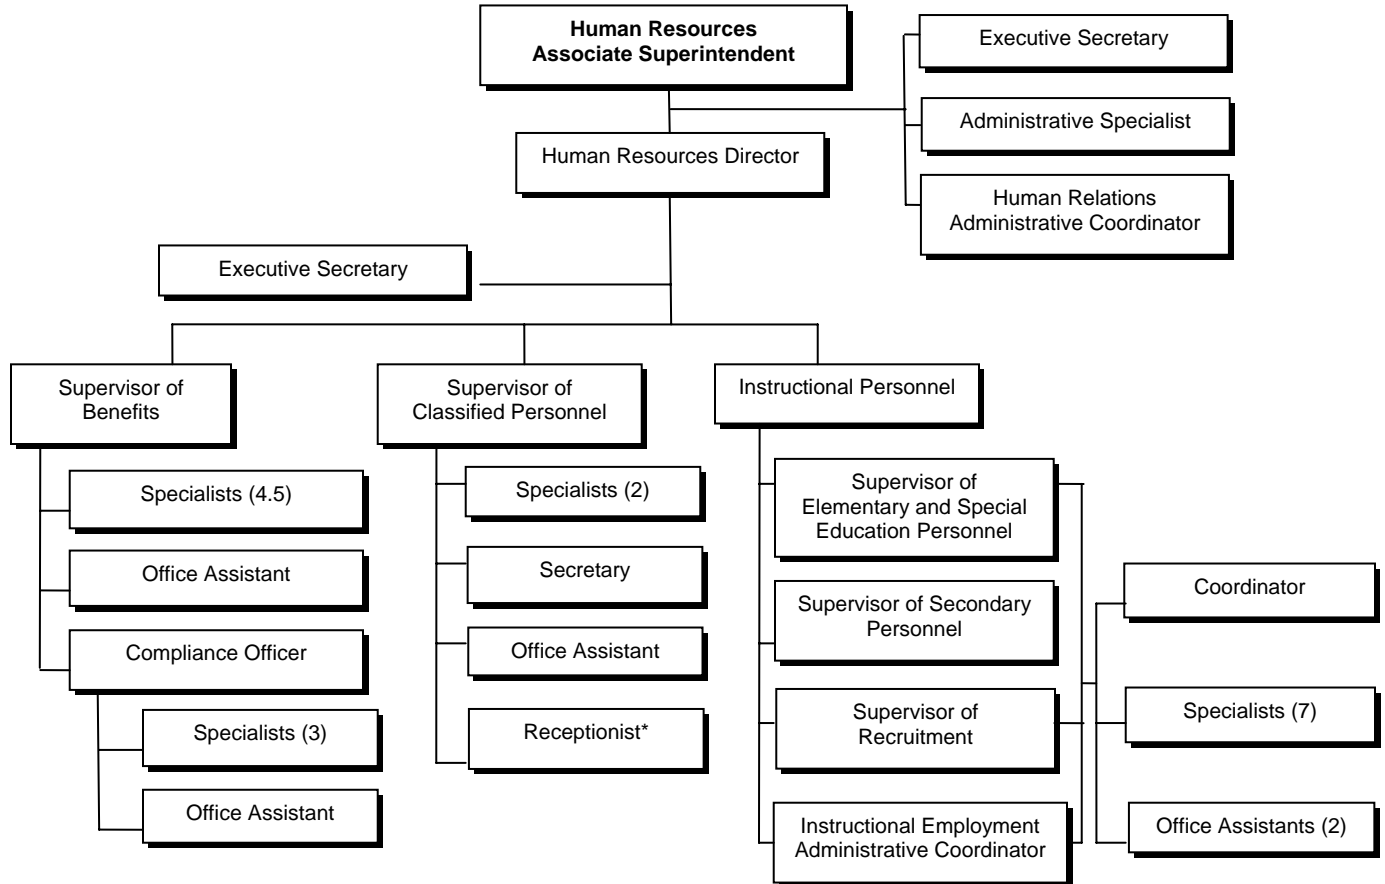 Human Resources
Associate Superintendent
Executive Secretary
Administrative Specialist
Human Resources Director
Human Relations
Administrative Coordinator
Executive Secretary
Supervisor of
Benefits
Specialists (4.5)
Office Assistant
Compliance Officer
Specialists (3)
Office Assistant
Supervisor of
Classified Personnel
Specialists (2)
Secretary
Office Assistant
Receptionist*
Instructional Personnel
Supervisor of
Elementary and Special
Education Personnel
Supervisor of Secondary
Personnel
Supervisor of
Recruitment
Instructional Employment
Administrative Coordinator
Coordinator
Specialists (7)
Office Assistants (2)